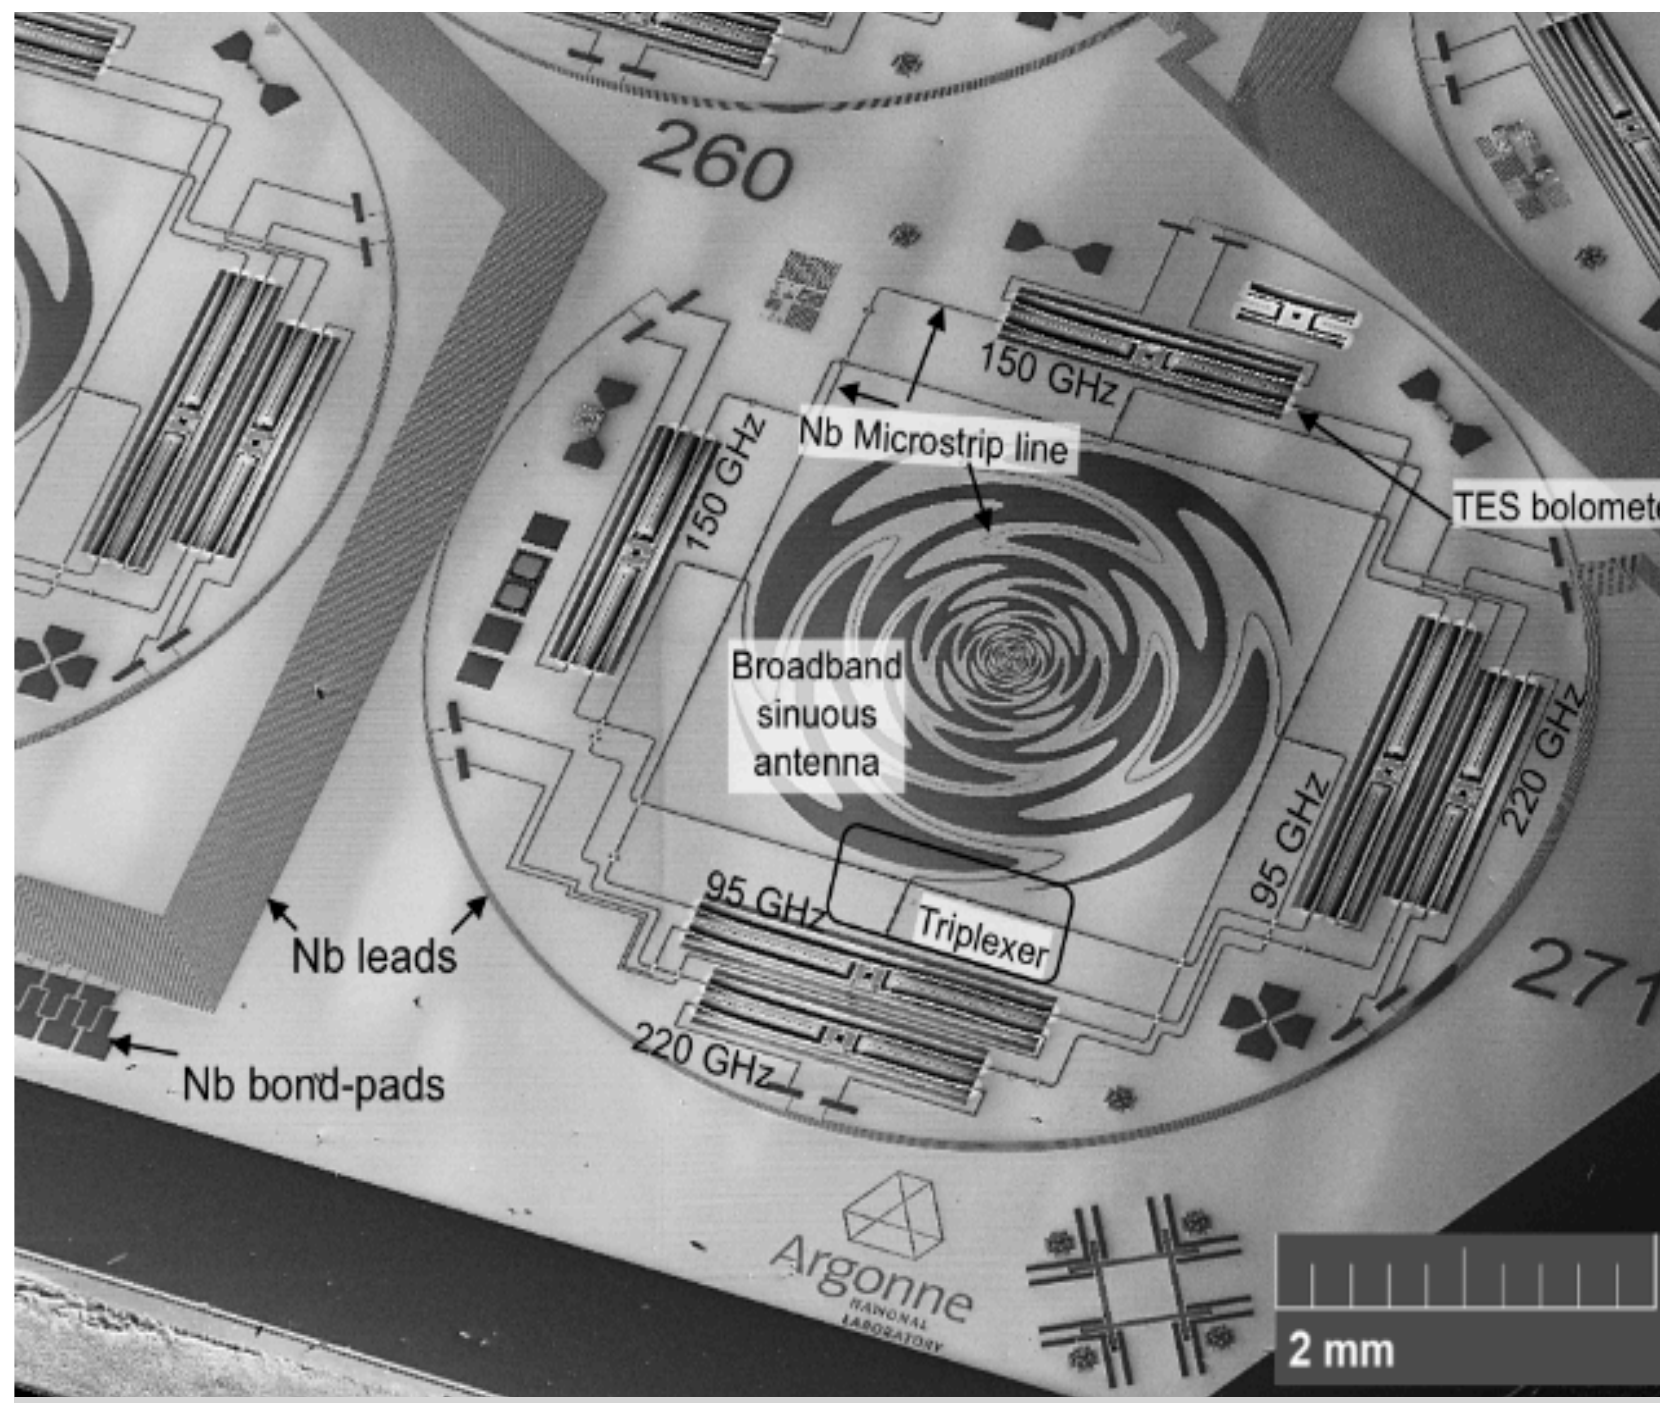 260
150 GHz
150 GHz
Nb Microstrip line
TES bolomete
Broadband
sinuous
antenna
220 GHz
95 GHz
95 GHz
Triplexer
Nb leads
271
220 GHz
Nb bond-pads
Argonne
NATIONAL
LABORATORY
2 mm